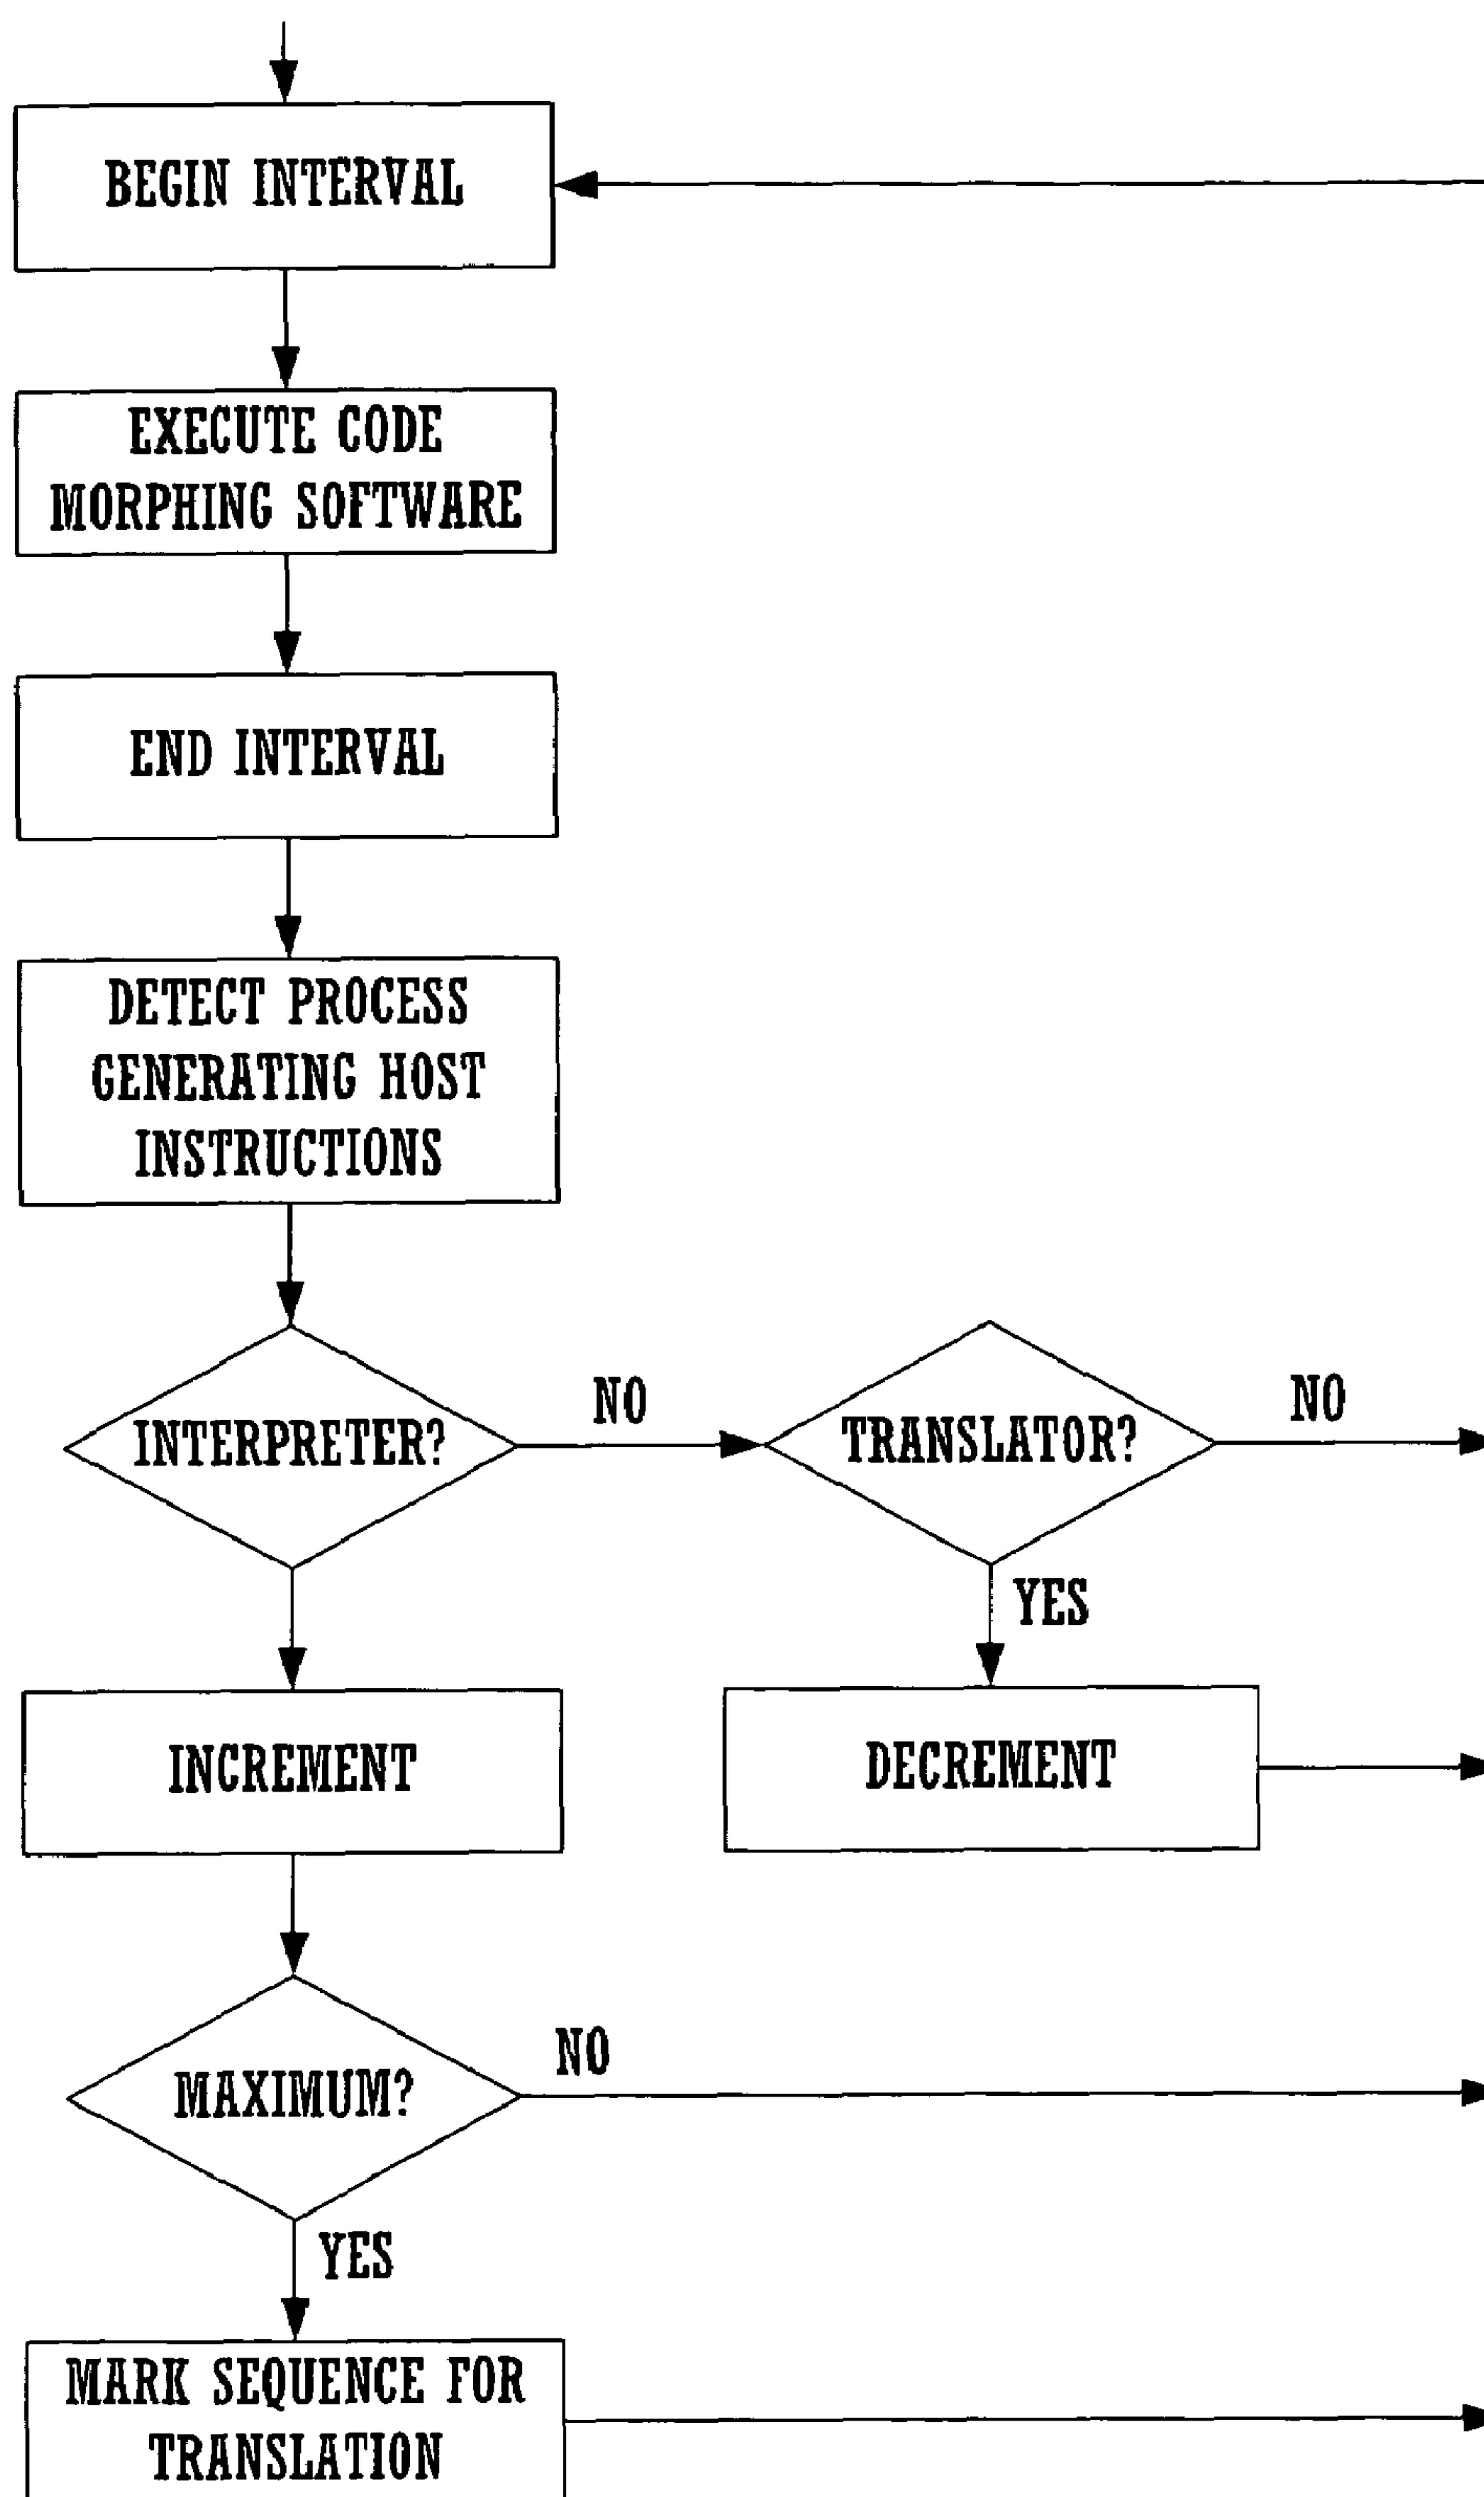 BEGIN INTERVAL
EXECUTE CODE
MORPHING SOFTWARE
END INTERVAL
DETECT PROCESS
GENERATING HOST
INSTRUCTIONS
INTERPRETER?
NO
TRANSLATOR?
NO
YES
INCREMENT
DECREMENT
MAXIMUM?
NO
YES
MARK SEQUENCE FOR
TRANSLATION